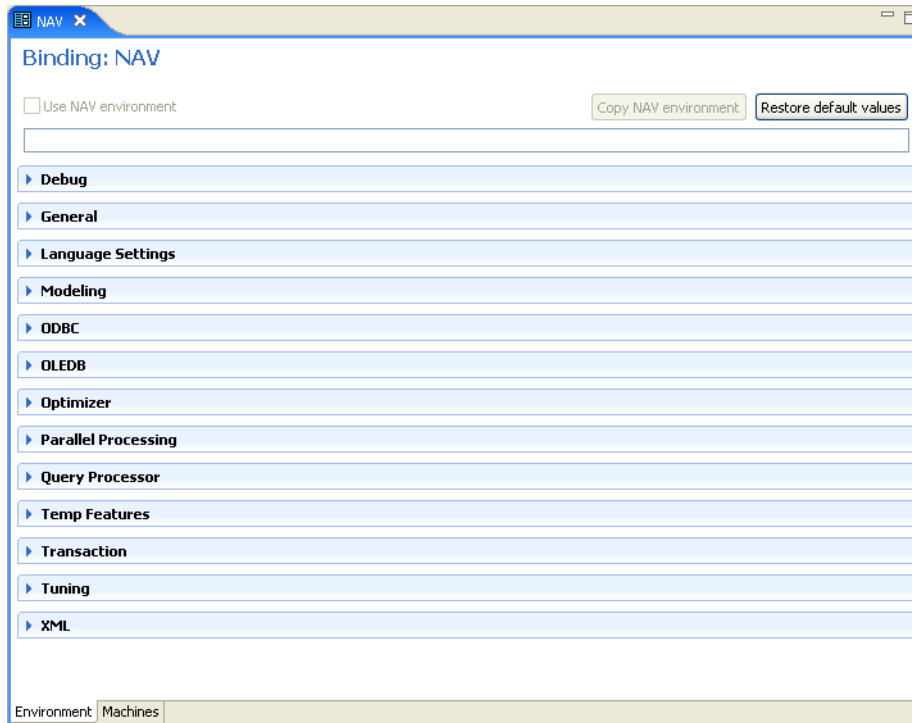 NAV
Binding: NAV
Use NAV environment Copy NAV environment Restore default values
Debug
General
Language Settings
Modeling
ODBC
OLEDB
Optimizer
Parallel Processing
Query Processor
Temp Features
Transaction
Tuning
XML
Environment Machines